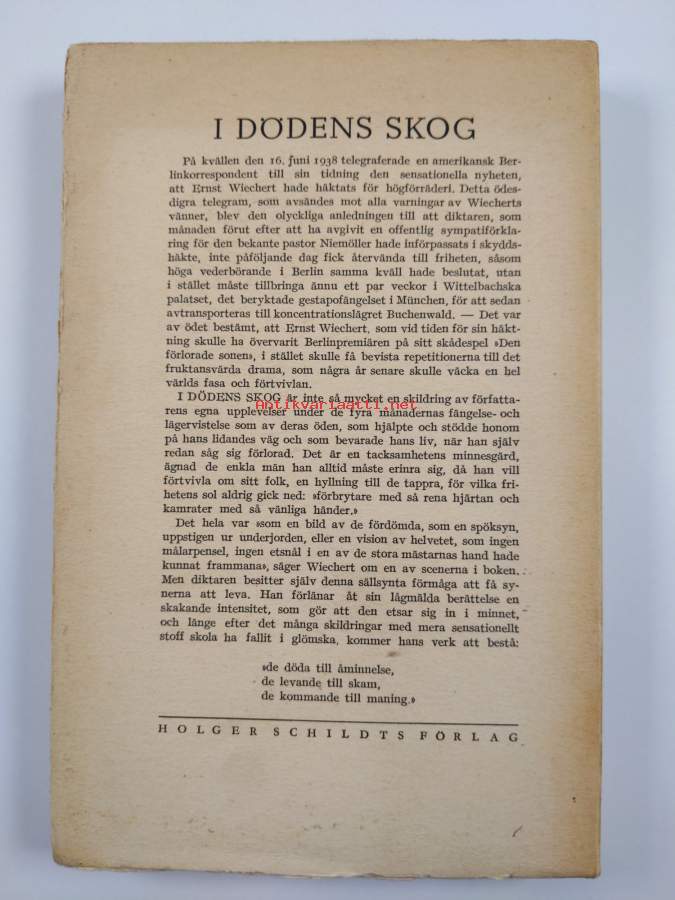 I DÖDENS SKOG
På kvällen den 16. juni 1938 telegraferade en amerikansk Ber-
linkorrespondent till sin tidning den sensationella nyheten,
att Ernst Wiechert hade häktats för högförräderi. Detta ödes-
digra telegram, som avsändes mot alla varningar av Wiecherts
vänner, blev den olyckliga anledningen till att diktaren, som
månaden förut efter att ha avgivit en offentlig sympatiförkla-
ring för den bekante pastor Niemöller hade införpassats i skydds-
häkte, inte påföljande dag fick återvända till friheten, såsom
höga vederbörande i Berlin samma kväll hade beslutat, utan
i stället måste tillbringa ännu ett par veckor i Wittelbachska
palatset, det beryktade gestapofängelset i München, för att sedan
avtransporteras till koncentrationslägret Buchenwald. — Det var
av ödet bestämt, att Ernst Wiechert, som vid tiden för sin häkt-
ning skulle ha övervarit Berlinpremiären på sitt skådespel »Den
förlorade sonen», i stället skulle få bevista repetitionerna till det
fruktansvärda drama, som några år senare skulle väcka en hel
världs fasa och förtvivlan.
I DÖDENS SKOG är inte så mycket en skildring av författa-
Antikvariaatti.net
rens egna upplevelser under de fyra månadernas fängelse- och
lägervistelse som av deras öden, som hjälpte och stödde honom
på hans lidandes väg och som bevarade hans liv, när han själv
redan såg sig förlorad. Det är en tacksamhetens minnesgärd,
ägnad de enkla män han alltid måste erinra sig, då han vill
förtvivla om sitt folk, en hyllning till de tappra, för vilka fri-
hetens sol aldrig gick ned: »förbrytare med så rena hjärtan och
kamrater med så vänliga händer.»
Det hela var »som en bild av de fördömda, som en spöksyn,
uppstigen ur underjorden, eller en vision av helvetet, som ingen
målarpensel, ingen etsnål i en av de stora mästarnas hand hade
kunnat frammana», säger Wiechert om en av scenerna i boken.
Men diktaren besitter själv denna sällsynta förmåga att få sy-
nerna att leva. Han förlänar åt sin lågmälda berättelse en
skakande intensitet, som gör att den etsar sig in i minnet,
och länge efter det många skildringar med mera sensationellt
stoff skola ha fallit i glömska, kommer hans verk att bestå:
»de döda till åminnelse,
de levande till skam,
de kommande till maning.»
HOLGER SCHILDTS FÖRLAG